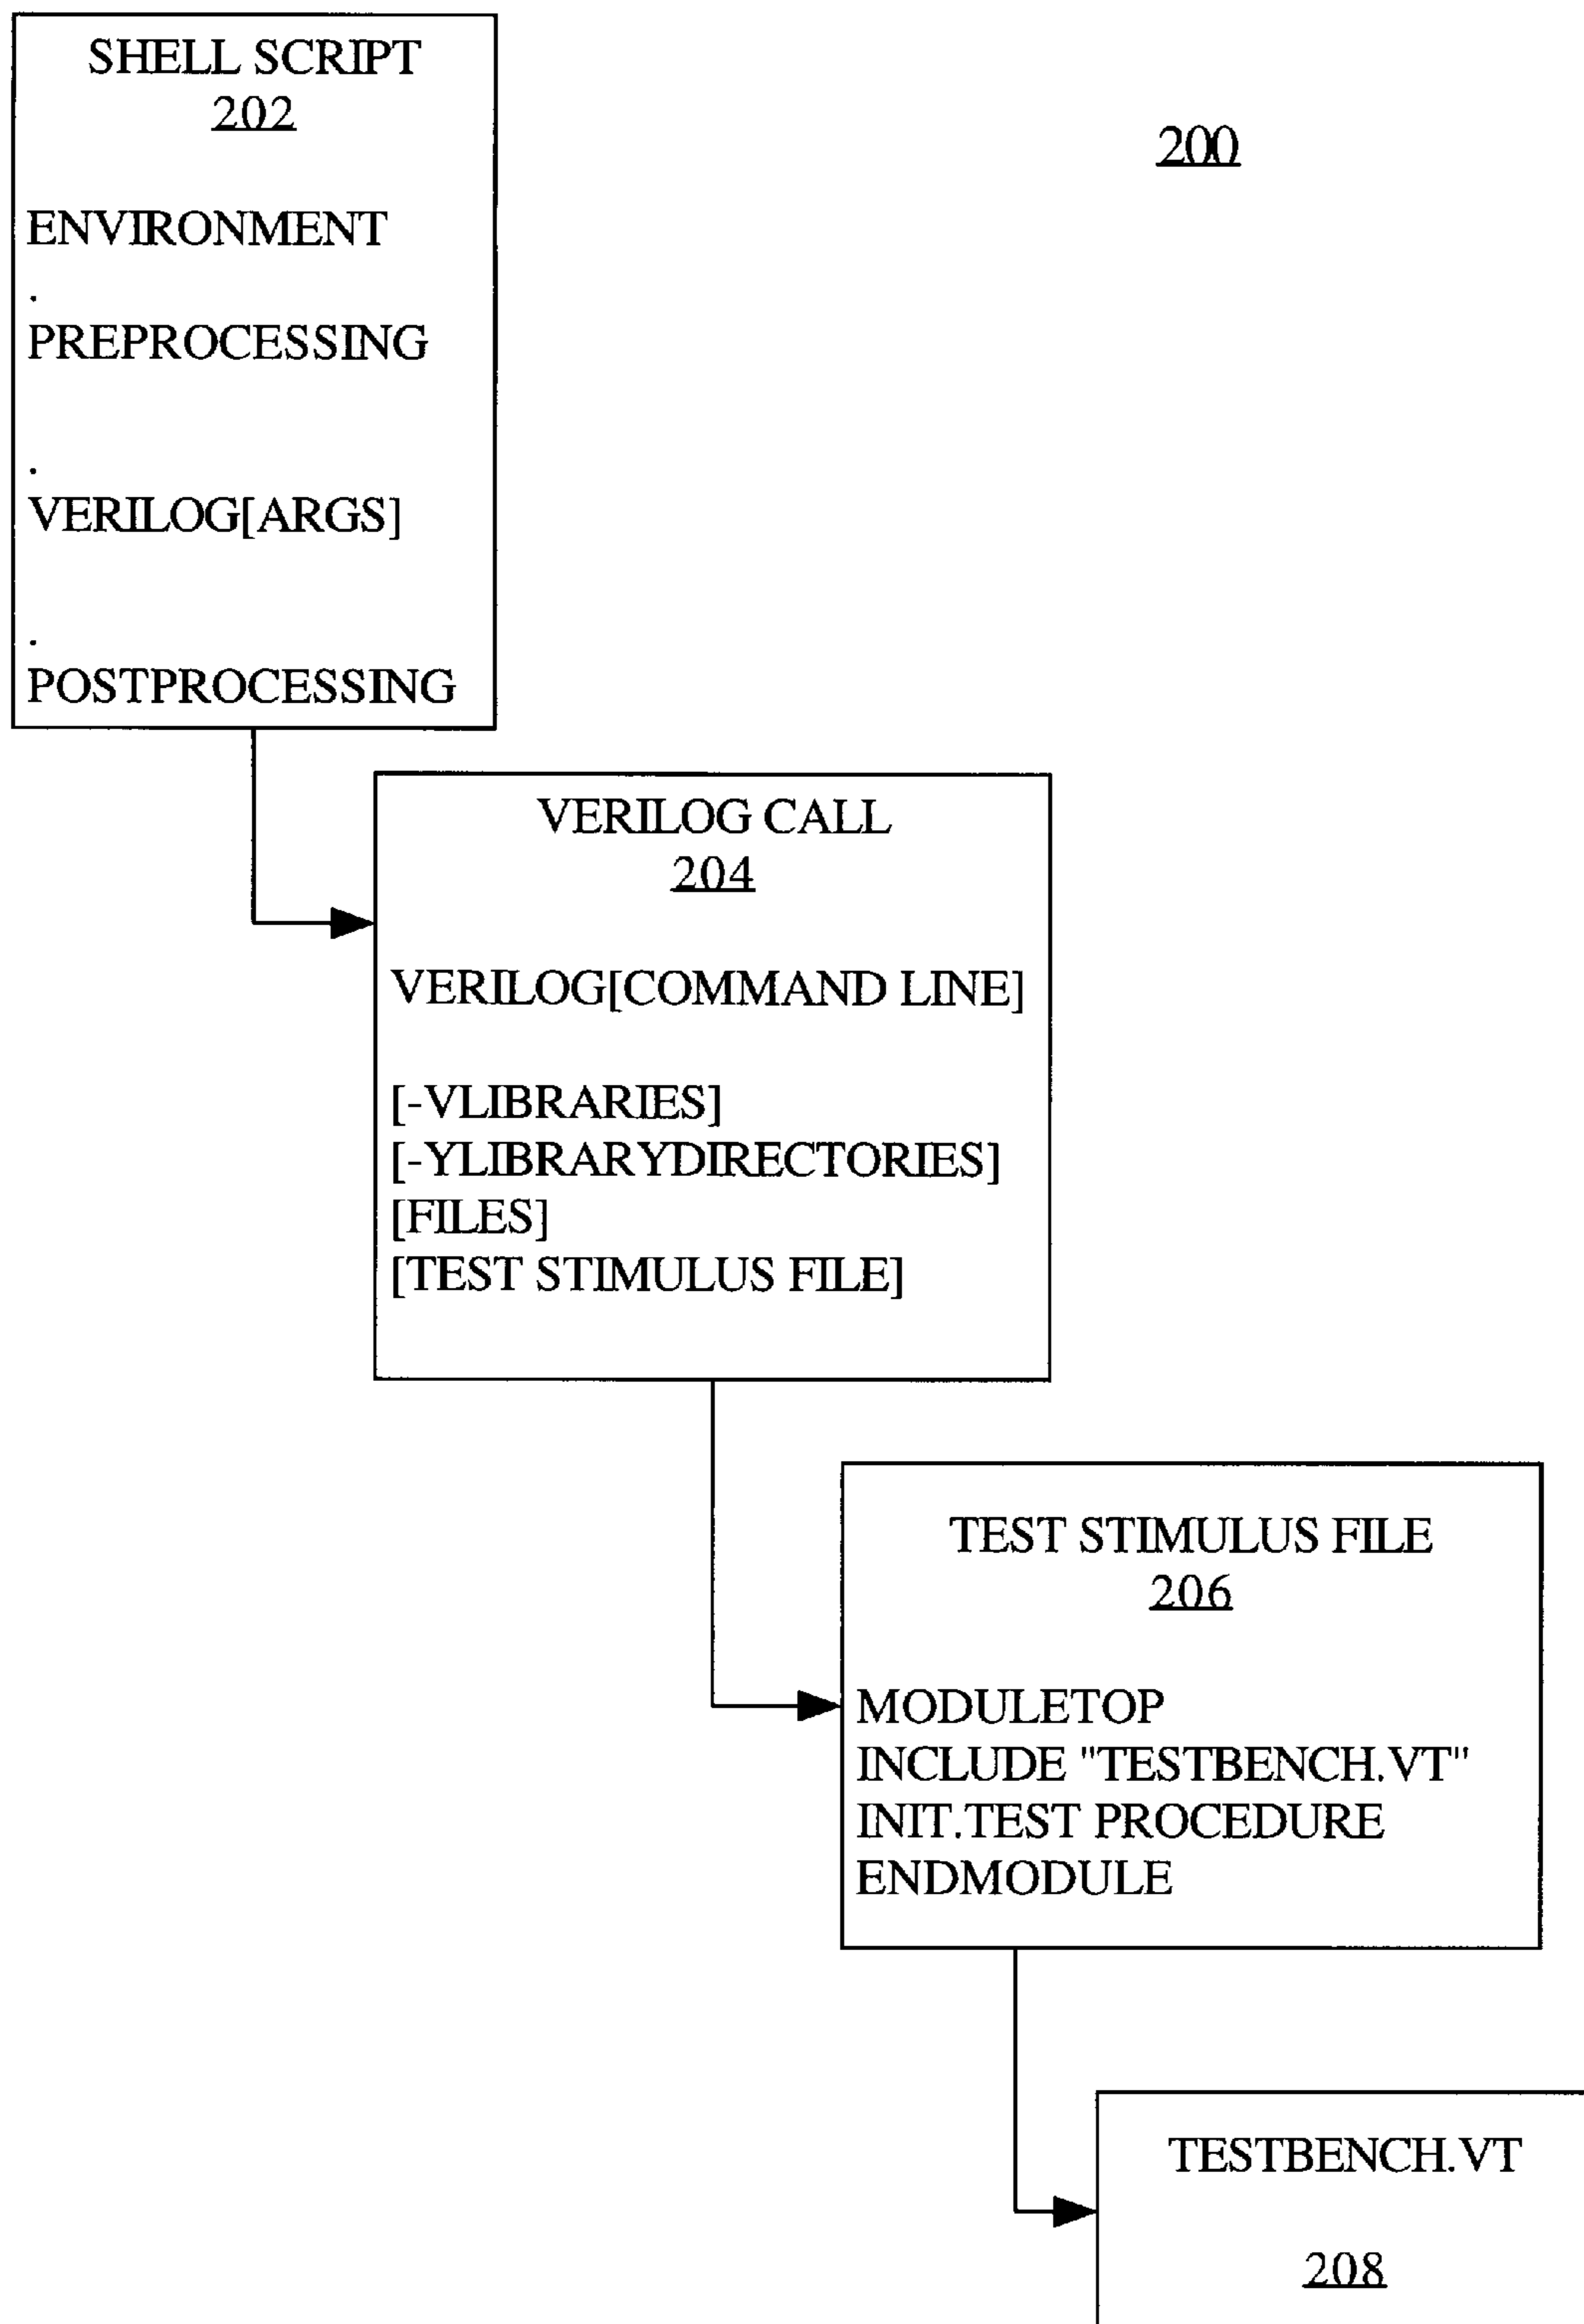 SHELL SCRIPT
202
200
ENVIRONMENT
.
PREPROCESSING
.
VERILOG[ARGS]
.
POSTPROCESSING
VERILOG CALL
204
VERILOG[COMMAND LINE]
[-VLIBRARIES]
[-YLIBRARYDIRECTORIES]
[FILES]
[TEST STIMULUS FILE]
TEST STIMULUS FILE
206
MODULETOP
INCLUDE "TESTBENCH.VT"
INIT.TEST PROCEDURE
ENDMODULE
TESTBENCH.VT
208